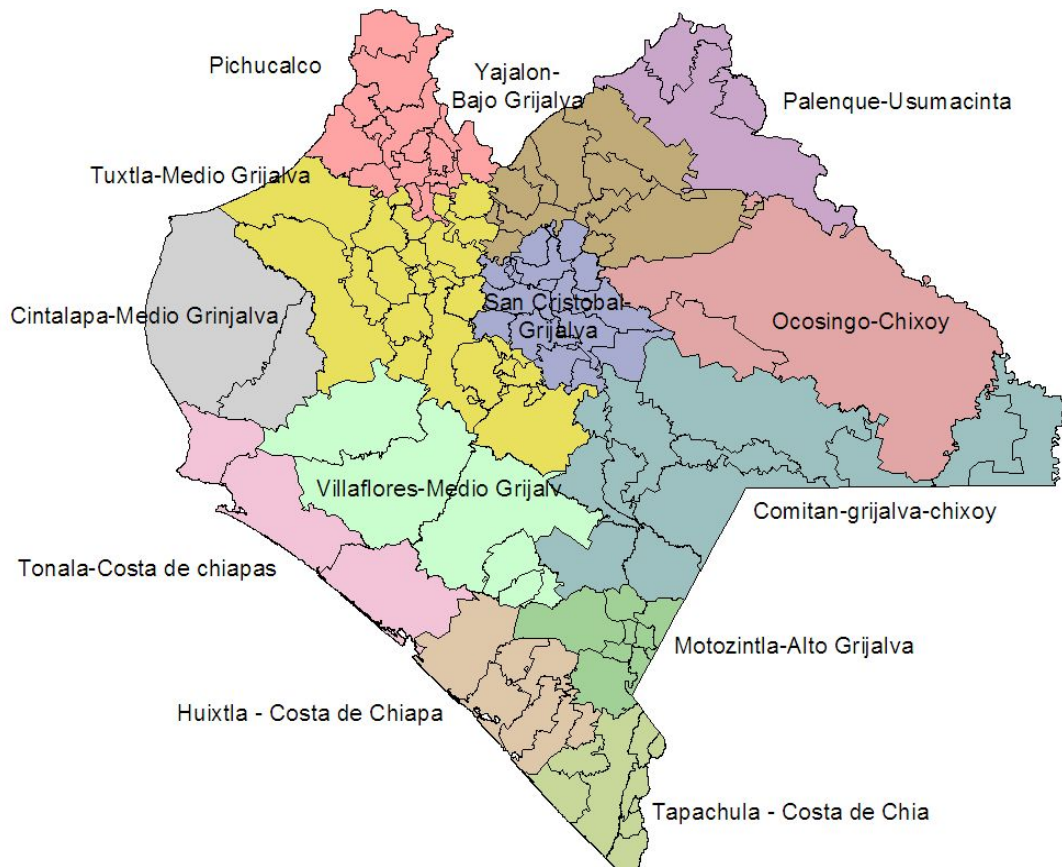 Pichucalco
Yajalon-
Bajo Grijalva
Palenque-Usumacinta
Tuxtla-Medio Grijalva
Cintalapa-Medio Grinjalva
San Cristobal-
Grijalva
Ocosingo-Chixoy
Villaflores-Medio Grijalv
Comitan-grijalva-chixoy
Tonala-Costa de chiapas
Motozintla-Alto Grijalva
Huixtla - Costa de Chiapa
Tapachula - Costa de Chia